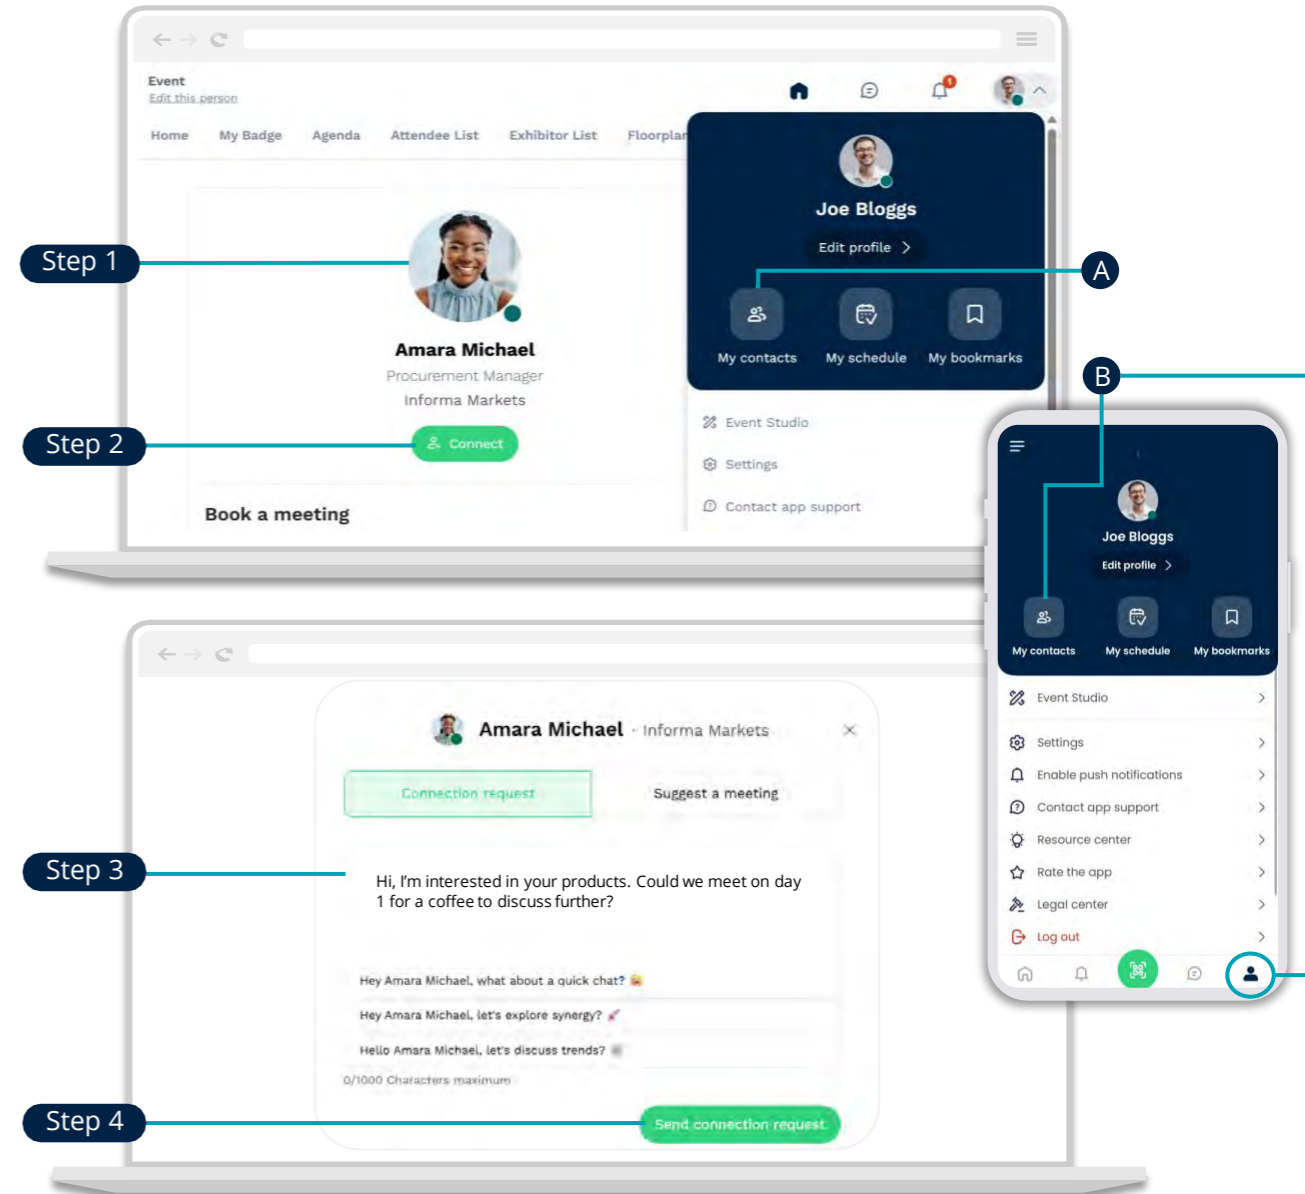 Event
Edit this person
1
Home My Badge Agenda Attendee List Exhibitor List Floorplan
Joe Bloggs
Edit profile
Step 1
A
My contacts My schedule My bookmarks
Amara Michael
Procurement Manager
Informa Markets
B
Step 2
Connect
Event Studio
Settings
Contact app support
Book a meeting
Joe Bloggs
Edit profile
My contacts My schedule My bookmarks
Event Studio
Settings
Enable push notifications
Contact app support
Resource center
Rate the app
Legal center
Log out
Amara Michael · Informa Markets
Connection request Suggest a meeting
Step 3
Hi, I'm interested in your products. Could we meet on day
1 for a coffee to discuss further?
Hey Amara Michael, what about a quick chat? 
Hey Amara Michael, let's explore synergy? 
Hello Amara Michael, let's discuss trends?
0/1000 Characters maximum
Step 4
Send connection request